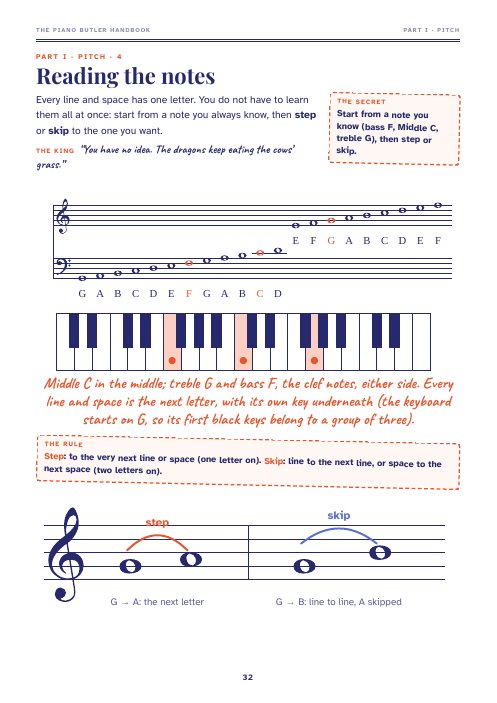 THE PIANO BUTLER HANDBOOK
PART I · PITCH
PART I · PITCH · 4
Reading the notes
Every line and space has one letter. You do not have to learn
them all at once: start from a note you always know, then step
or skip to the one you want.
THE KING "You have no idea. The dragons keep eating the cows'
grass."
THE SECRET
Start from a note you
know (bass F, Middle C,
treble G), then step or
skip.
E F G A B C D E F
G A B C D E F G A B C D
Middle C in the middle; treble G and bass F, the clef notes, either side. Every
line and space is the next letter, with its own key underneath (the keyboard
starts on G, so its first black keys belong to a group of three).
THE RULE
Step: to the very next line or space (one letter on). Skip: line to the next line, or space to the
next space (two letters on).
step
skip
G → A: the next letter
G → B: line to line, A skipped
32